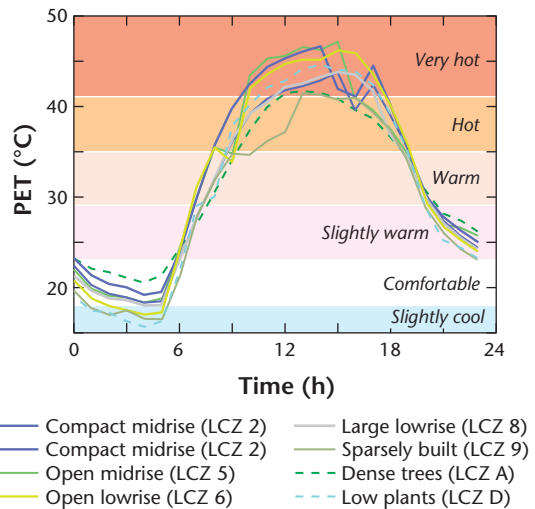 50
40
30
20
PET (°C)
Very hot
Hot
Warm
Slightly warm
Comfortable
Slightly cool
0 6 12 18 24
Time (h)
Compact midrise (LCZ 2)
Compact midrise (LCZ 2)
Open midrise (LCZ 5)
Open lowrise (LCZ 6)
Large lowrise (LCZ 8)
Sparsely built (LCZ 9)
Dense trees (LCZ A)
Low plants (LCZ D)